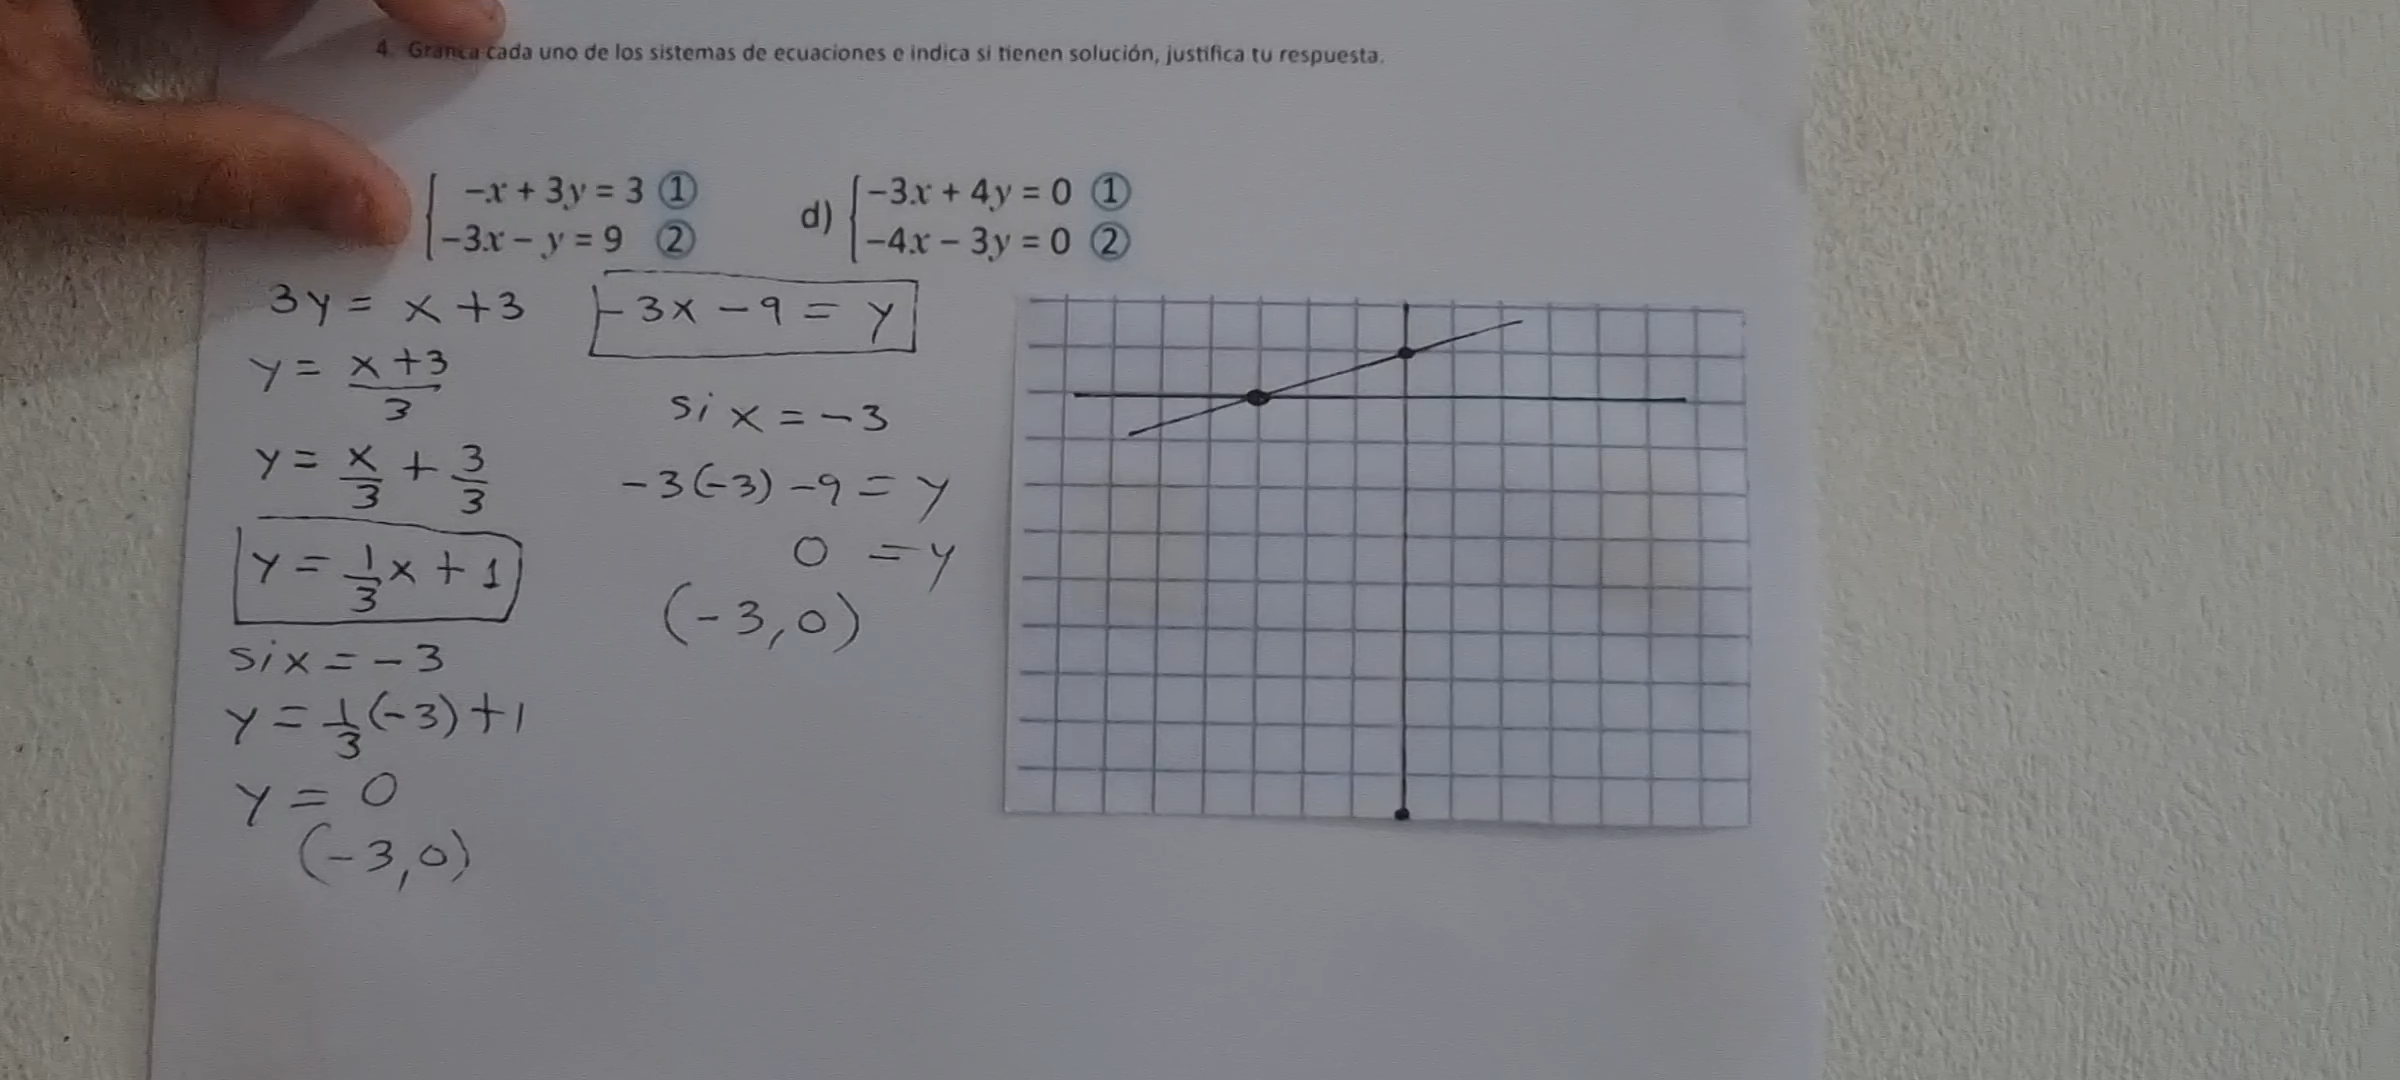 4. Grafica cada uno de los sistemas de ecuaciones e indica si tienen solución, justifica tu respuesta.
-x + 3y = 3 ①
-3x - y = 9 ②
d) -3x + 4y = 0 ①
-4x - 3y = 0 ②
3y = x + 3
y = x + 3 / 3
y = x/3 + 3/3
y = 1/3 x + 1
si x = -3
y = 1/3 (-3) + 1
y = 0
(-3, 0)
-3x - 9 = y
si x = -3
-3(-3) - 9 = y
0 = y
(-3, 0)